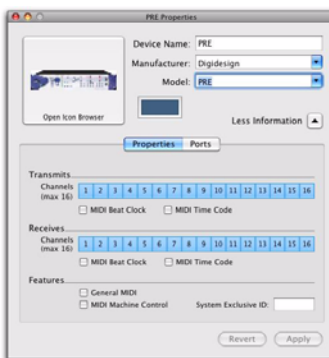 PRE Properties
Device Name: PRE
Manufacturer: Digidesign
Model: PRE
Open Icon Browser
Less Information
Properties Ports
Transmits
Channels (max 16) 1 2 3 4 5 6 7 8 9 10 11 12 13 14 15 16
MIDI Beat Clock MIDI Time Code
Receives
Channels (max 16) 1 2 3 4 5 6 7 8 9 10 11 12 13 14 15 16
MIDI Beat Clock MIDI Time Code
Features
General MIDI
MIDI Machine Control System Exclusive ID:
Revert Apply